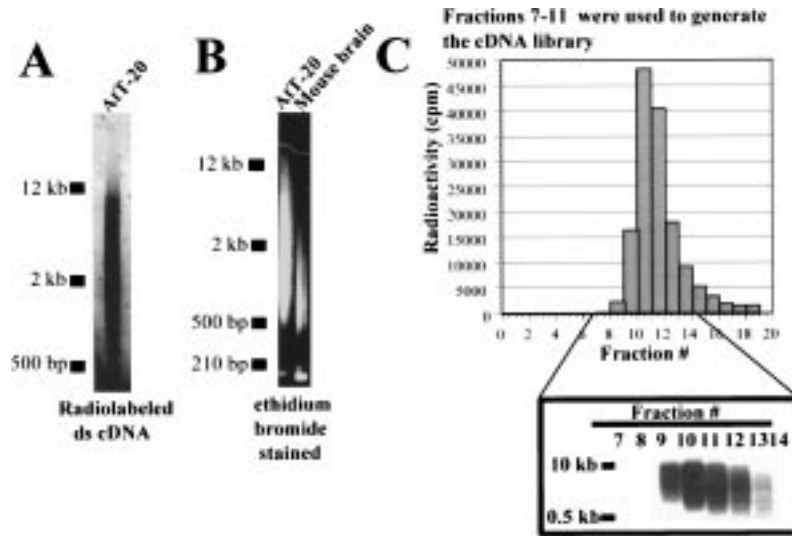 A
AtT-20
12 kb
2 kb
500 bp
Radiolabeled
ds cDNA
B
AtT-20
Mouse brain
12 kb
2 kb
500 bp
210 bp
ethidium
bromide
stained
Fractions 7-11 were used to generate
the cDNA library
C
Radioactivity (cpm)
50000
45000
40000
35000
30000
25000
20000
15000
10000
5000
0
0 2 4 6 8 10 12 14 16 18 20
Fraction #
Fraction #
7 8 9 10 11 12 13 14
10 kb
0.5 kb